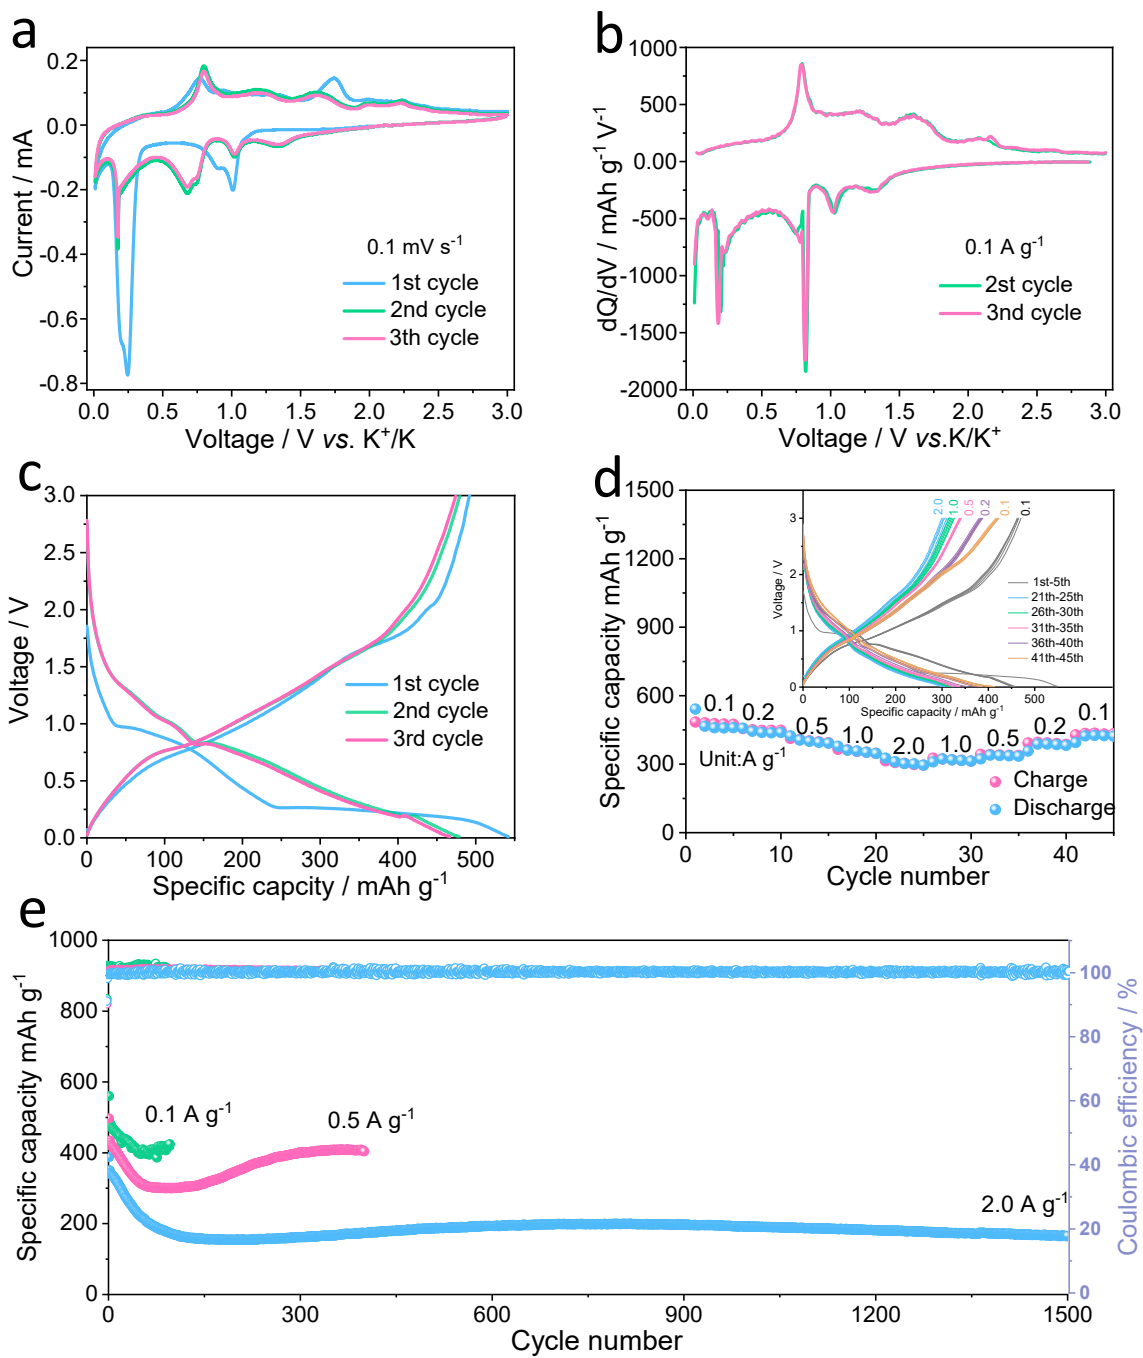 a
0.2
0.0
-0.2
-0.4
-0.6
-0.8
Current / mA
0.1 mV s⁻¹
1st cycle
2nd cycle
3th cycle
0.0 0.5 1.0 1.5 2.0 2.5 3.0
Voltage / V vs. K⁺/K
b
1000
500
0.00
-500
-1000
-1500
-2000
dQ/dV / mAh g⁻¹ V⁻¹
0.1 A g⁻¹
2st cycle
3nd cycle
0.0 0.5 1.0 1.5 2.0 2.5 3.0
Voltage / V vs.K/K⁺
c
3.0
2.5
2.0
1.5
1.0
0.5
0.0
Voltage / V
1st cycle
2nd cycle
3rd cycle
0 100 200 300 400 500
Specific capcity / mAh g⁻¹
d
1500
1200
900
600
300
0
Specific capacity mAh g⁻¹
2.0 1.0 0.5 0.2 0.1 0.1
3
2
1
0
Voltage / V
1st-5th
21th-25th
26th-30th
31th-35th
36th-40th
41th-45th
0 100 200 300 400 500
Specific capacity / mAh g⁻¹
0.1 0.2 0.5 1.0 2.0 1.0 0.5 0.2 0.1
Unit:A g⁻¹
Charge
Discharge
0 10 20 30 40
Cycle number
e
1000
800
600
400
200
0
Specific capacity mAh g⁻¹
0.1 A g⁻¹
0.5 A g⁻¹
2.0 A g⁻¹
100
80
60
40
20
0
Coulombic efficiency / %
0 300 600 900 1200 1500
Cycle number